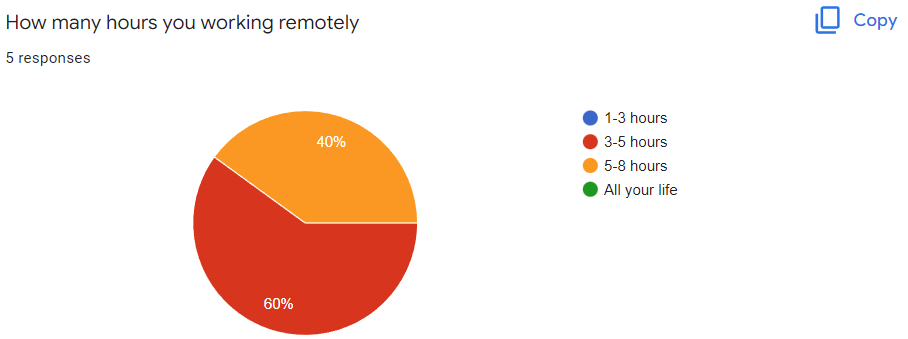 How many hours you working remotely
Copy
5 responses
40%
60%
1-3 hours
3-5 hours
5-8 hours
All your life